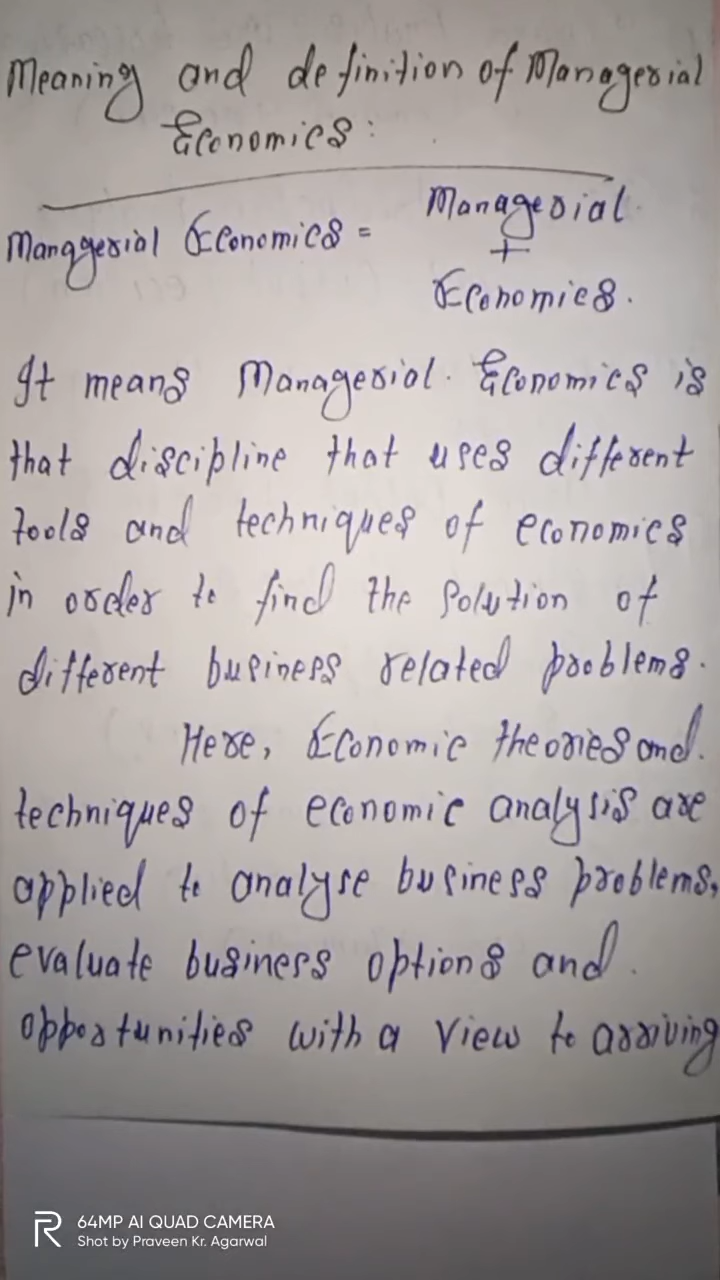 Meaning and definition of Managerial
Economics:
Managerial Economics = Managerial
+
Economics.
It means Managerial. Economics is
that discipline that uses different
tools and techniques of economics
in order to find the solution of
different business related problems.
Here, Economic theories and.
techniques of economic analysis are
applied to analyse business problems,
evaluate business options and.
opportunities with a view to arriving
64MP AI QUAD CAMERA
Shot by Praveen Kr. Agarwal